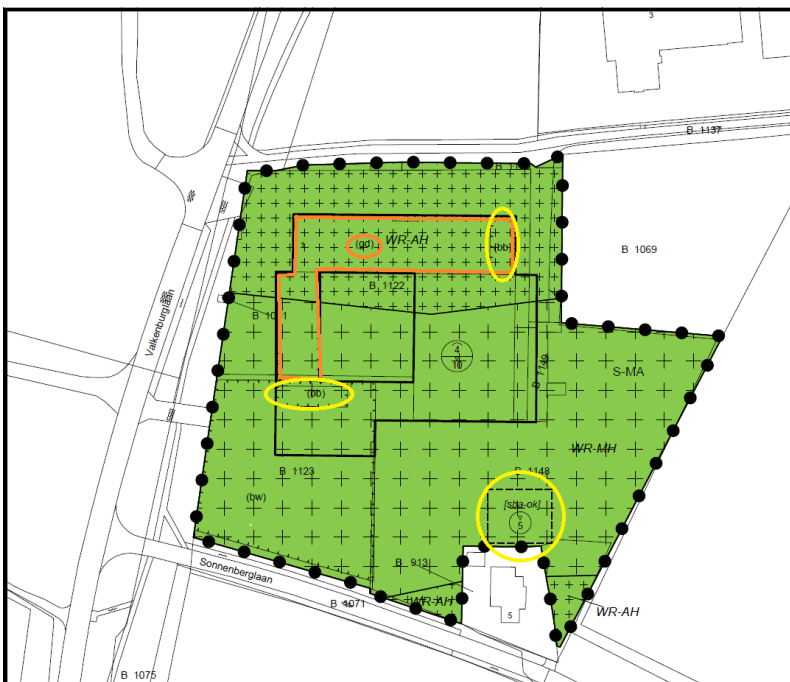 3
B 1137
WR-AH
(gd)
(bb)
B 1069
B 1122
Valkenburglaan
4
10
B 1149
S-MA
(bb)
WR-MH
B 1123
B 1148
(bw)
[sba-ok]
5
B 913
Sonnenberglaan
B 1071
WR-AH
5
WR-AH
B 1075